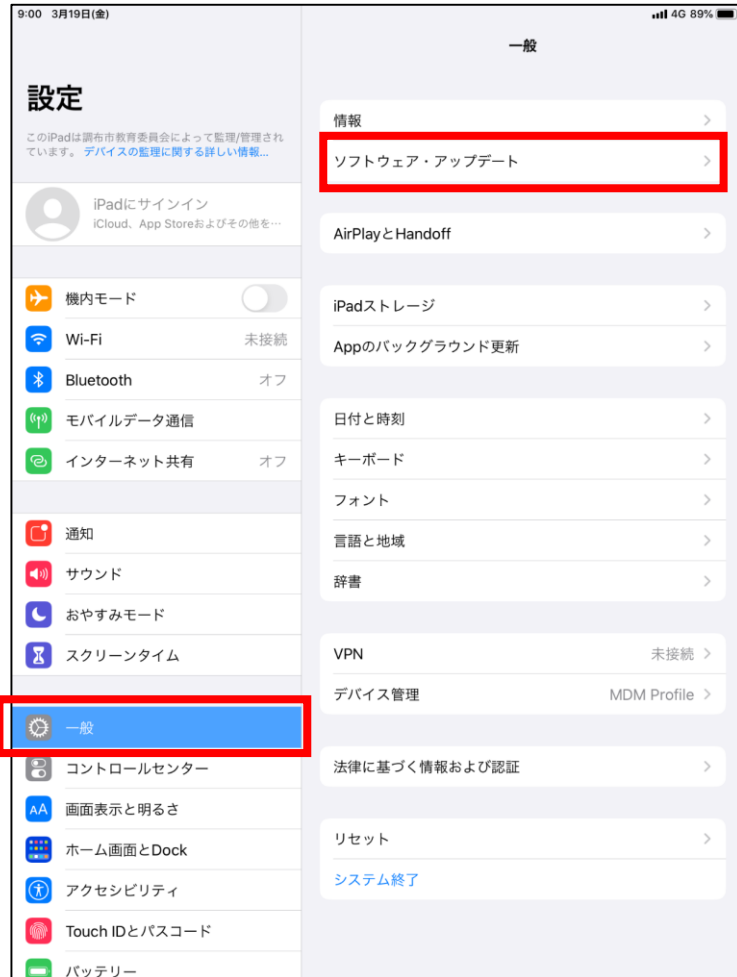 9:00 3月19日(金)
4G 89%
設定
このiPadは調布市教育委員会によって監理/管理され
ています。デバイスの監理に関する詳しい情報...
iPadにサインイン
iCloud、App Storeおよびその他を…
機内モード
Wi-Fi 未接続
Bluetooth オフ
モバイルデータ通信
インターネット共有 オフ
通知
サウンド
おやすみモード
スクリーンタイム
一般
コントロールセンター
AA 画面表示と明るさ
ホーム画面とDock
アクセシビリティ
Touch IDとパスコード
バッテリー
一般
情報
ソフトウェア・アップデート
AirPlayとHandoff
iPadストレージ
Appのバックグラウンド更新
日付と時刻
キーボード
フォント
言語と地域
辞書
VPN 未接続
デバイス管理 MDM Profile
法律に基づく情報および認証
リセット
システム終了